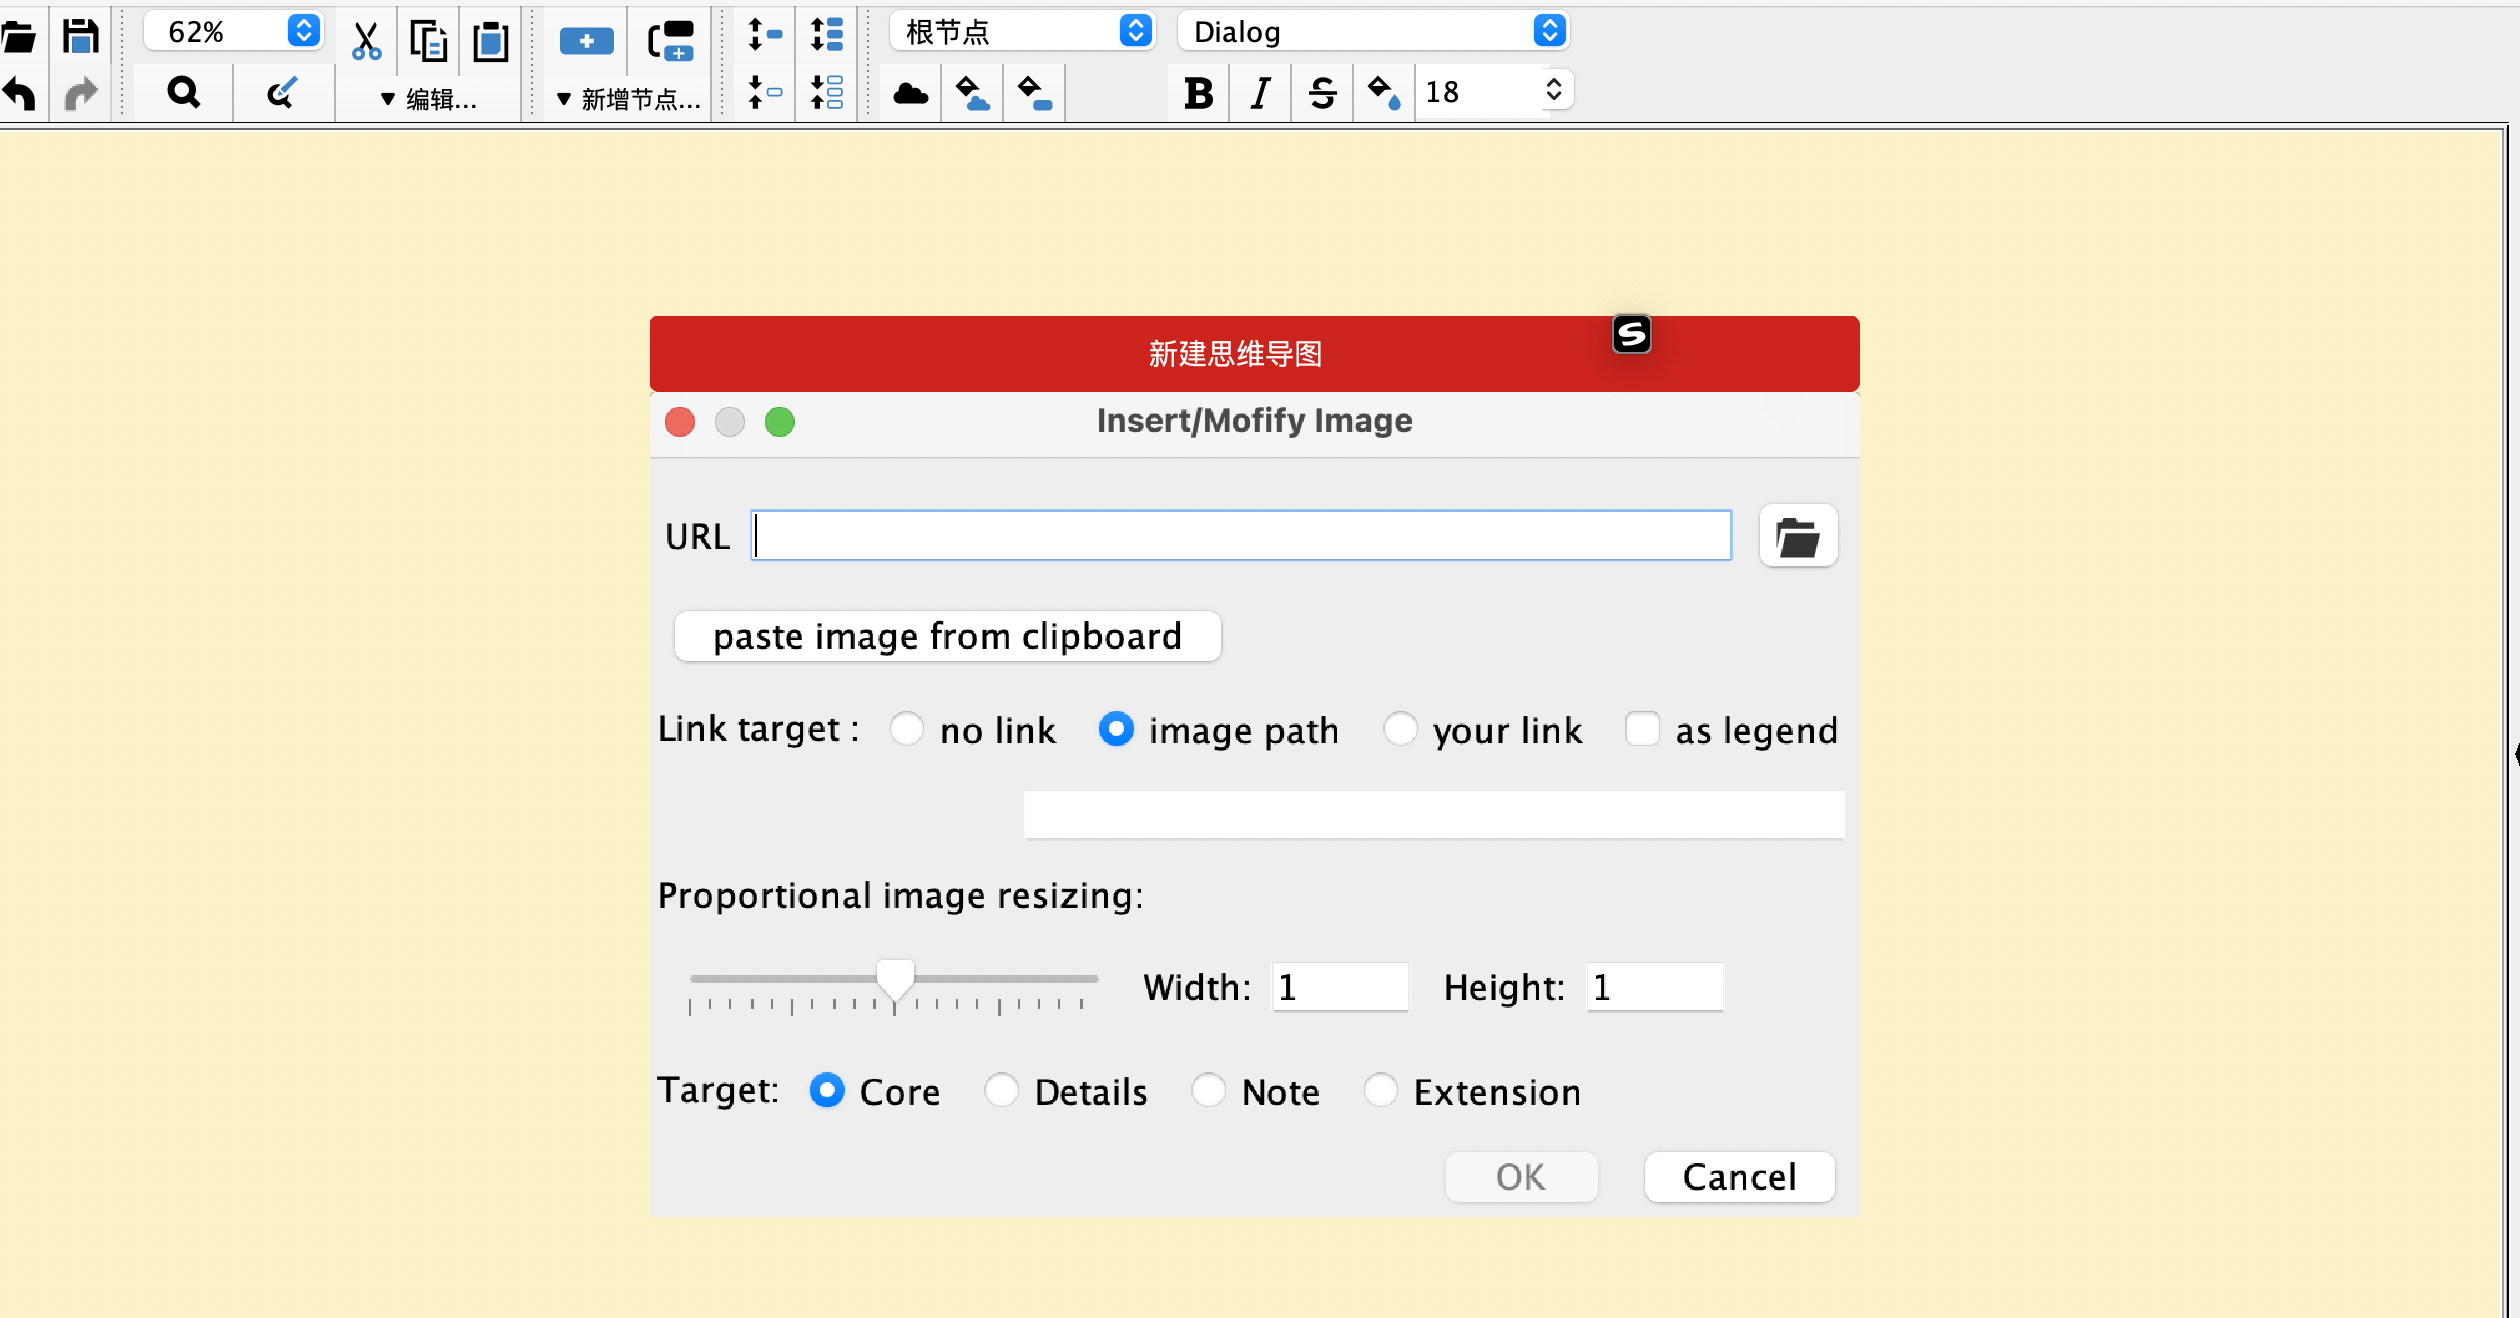 62%
根节点
Dialog
编辑...
新增节点...
B I S 18
新建思维导图
Insert/Mofify Image
URL
paste image from clipboard
Link target : no link image path your link as legend
Proportional image resizing:
Width: 1 Height: 1
Target: Core Details Note Extension
OK Cancel